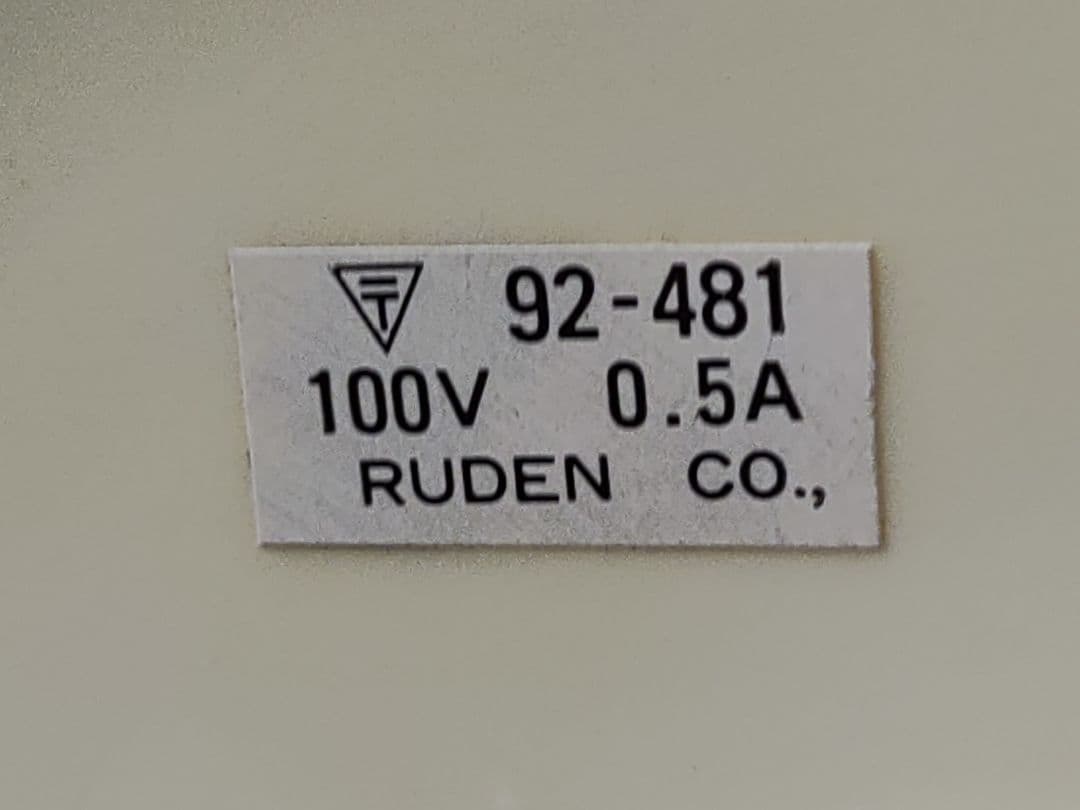 〒 92-481
100V 0.5A
RUDEN CO.,